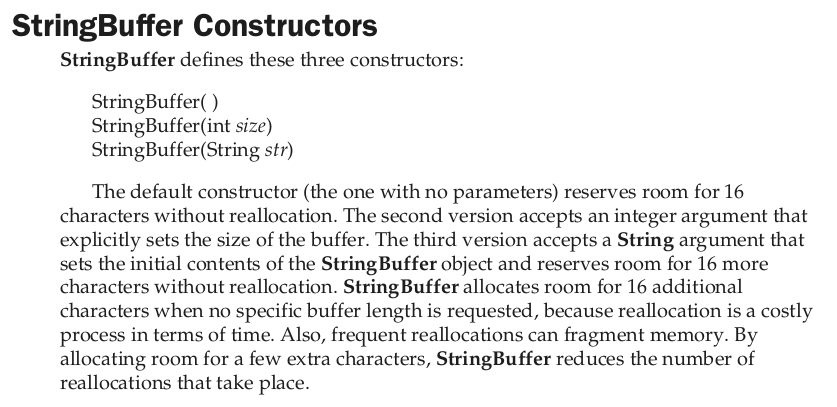 StringBuffer Constructors
StringBuffer defines these three constructors:
StringBuffer( )
StringBuffer(int size)
StringBuffer(String str)
The default constructor (the one with no parameters) reserves room for 16
characters without reallocation. The second version accepts an integer argument that
explicitly sets the size of the buffer. The third version accepts a String argument that
sets the initial contents of the StringBuffer object and reserves room for 16 more
characters without reallocation. StringBuffer allocates room for 16 additional
characters when no specific buffer length is requested, because reallocation is a costly
process in terms of time. Also, frequent reallocations can fragment memory. By
allocating room for a few extra characters, StringBuffer reduces the number of
reallocations that take place.